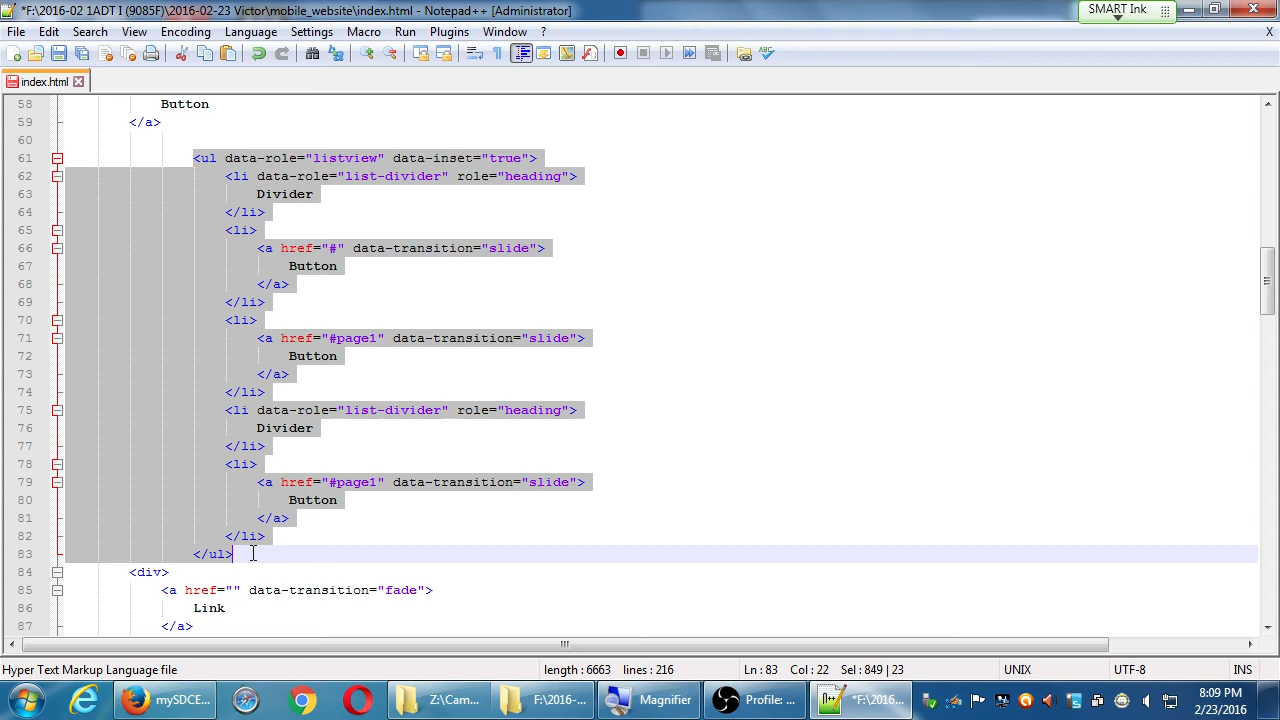 *F:\2016-02 1ADT I (9085F)\2016-02-23 Victor\mobile_website\index.html - Notepad++ [Administrator]
SMART Ink
File Edit Search View Encoding Language Settings Macro Run Plugins Window ? X
index.html
58 Button
59 </a>
60
61 <ul data-role="listview" data-inset="true">
62 <li data-role="list-divider" role="heading">
63 Divider
64 </li>
65 <li>
66 <a href="#" data-transition="slide">
67 Button
68 </a>
69 </li>
70 <li>
71 <a href="#page1" data-transition="slide">
72 Button
73 </a>
74 </li>
75 <li data-role="list-divider" role="heading">
76 Divider
77 </li>
78 <li>
79 <a href="#page1" data-transition="slide">
80 Button
81 </a>
82 </li>
83 </ul>
84 <div>
85 <a href="" data-transition="fade">
86 Link
87 </a>
Hyper Text Markup Language file length : 6663 lines : 216 Ln : 83 Col : 22 Sel : 849 | 23 UNIX UTF-8 INS
mySDCE... Z:\Cam... F:\2016-... Magnifier Profile: ... *F:\2016... 8:09 PM
2/23/2016